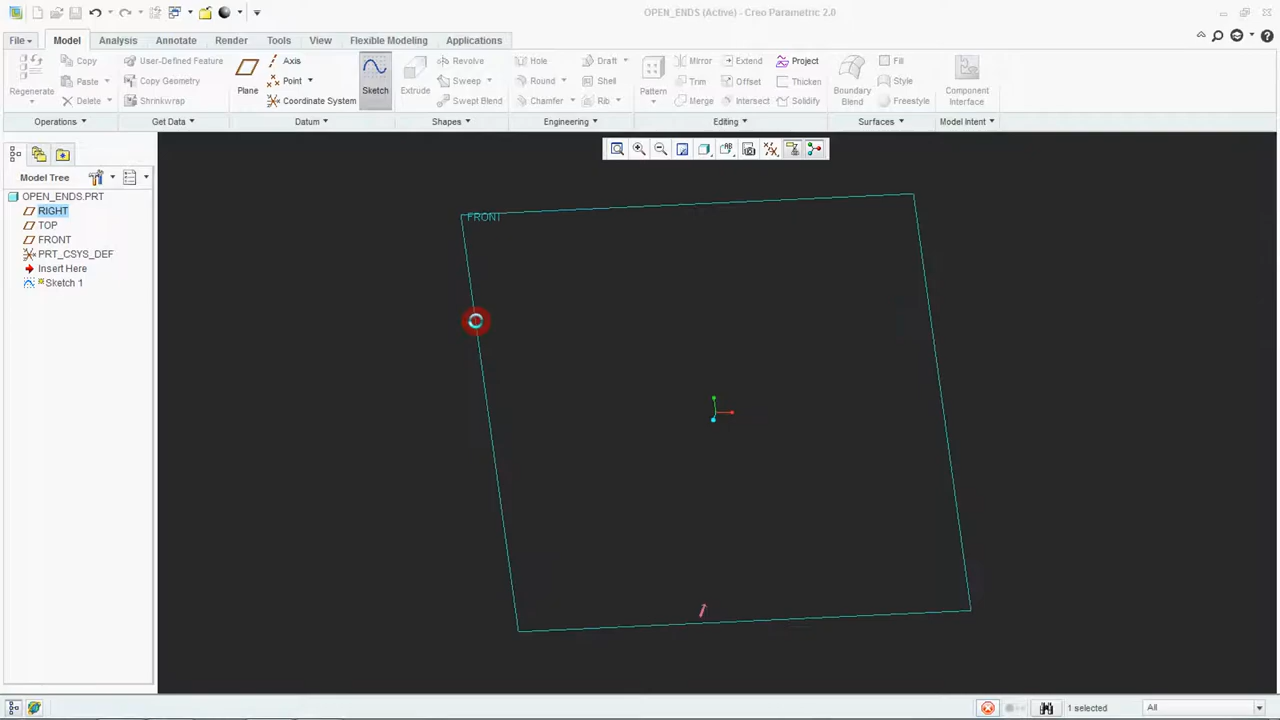 OPEN_ENDS (Active) - Creo Parametric 2.0
File Model Analysis Annotate Render Tools View Flexible Modeling Applications
Regenerate Copy Paste Delete User-Defined Feature Copy Geometry Shrinkwrap Plane Axis Point Coordinate System Sketch Extrude Revolve Sweep Swept Blend Hole Round Chamfer Draft Shell Rib Pattern Mirror Trim Merge Extend Offset Intersect Project Thicken Solidify Boundary Blend Fill Style Freestyle Component Interface
Operations Get Data Datum Shapes Engineering Editing Surfaces Model Intent
Model Tree
OPEN_ENDS.PRT
RIGHT
TOP
FRONT
PRT_CSYS_DEF
Insert Here
Sketch 1
FRONT
1 selected All